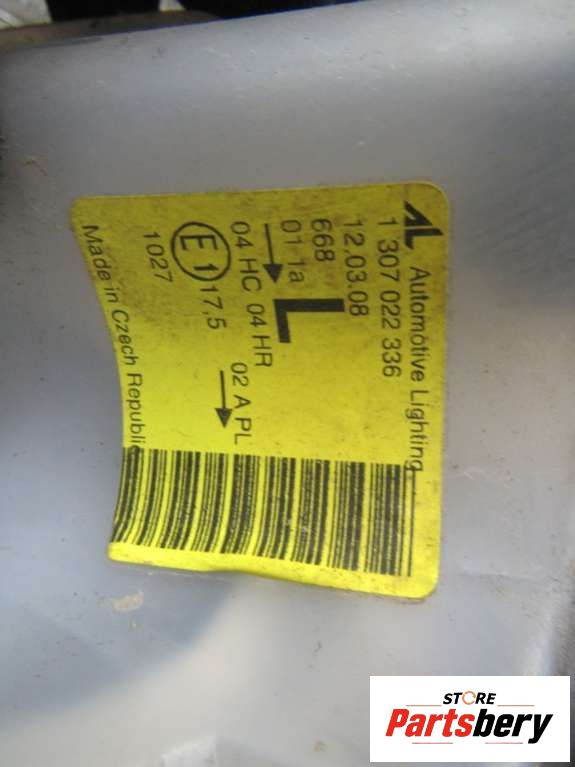 AL Automotive Lighting
1 307 022 336
12.03.08
668
01 1a L
04 HC 04 HR 02 A PL
E1 17,5
1027
Made in Czech Republic
STORE
Partsbery